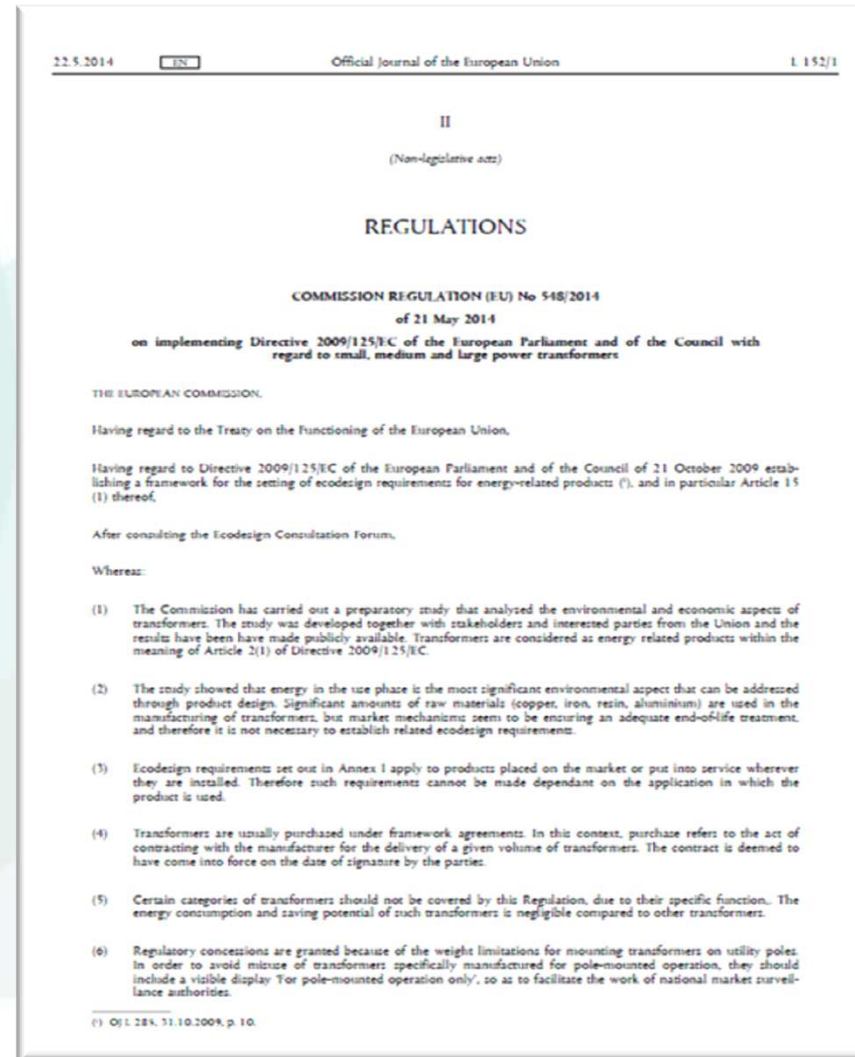 22.5.2014 EN Official Journal of the European Union L 152/1
II
(Non-legislative acts)
REGULATIONS
COMMISSION REGULATION (EU) No 548/2014
of 21 May 2014
on implementing Directive 2009/125/EC of the European Parliament and of the Council with
regard to small, medium and large power transformers
THE EUROPEAN COMMISSION,
Having regard to the Treaty on the Functioning of the European Union,
Having regard to Directive 2009/125/EC of the European Parliament and of the Council of 21 October 2009 estab-
lishing a framework for the setting of ecodesign requirements for energy-related products (¹), and in particular Article 15
(1) thereof,
After consulting the Ecodesign Consultation Forum,
Whereas:
(1) The Commission has carried out a preparatory study that analysed the environmental and economic aspects of
transformers. The study was developed together with stakeholders and interested parties from the Union and the
results have been have made publicly available. Transformers are considered as energy related products within the
meaning of Article 2(1) of Directive 2009/125/EC.
(2) The study showed that energy in the use phase is the most significant environmental aspect that can be addressed
through product design. Significant amounts of raw materials (copper, iron, resin, aluminium) are used in the
manufacturing of transformers, but market mechanisms seem to be ensuring an adequate end-of-life treatment,
and therefore it is not necessary to establish related ecodesign requirements.
(3) Ecodesign requirements set out in Annex I apply to products placed on the market or put into service wherever
they are installed. Therefore such requirements cannot be made dependant on the application in which the
product is used.
(4) Transformers are usually purchased under framework agreements. In this context, purchase refers to the act of
contracting with the manufacturer for the delivery of a given volume of transformers. The contract is deemed to
have come into force on the date of signature by the parties.
(5) Certain categories of transformers should not be covered by this Regulation, due to their specific function,. The
energy consumption and saving potential of such transformers is negligible compared to other transformers.
(6) Regulatory concessions are granted because of the weight limitations for mounting transformers on utility poles.
In order to avoid misuse of transformers specifically manufactured for pole-mounted operation, they should
include a visible display 'For pole-mounted operation only', so as to facilitate the work of national market surveil-
lance authorities.
(¹) OJ L 285, 31.10.2009, p. 10.